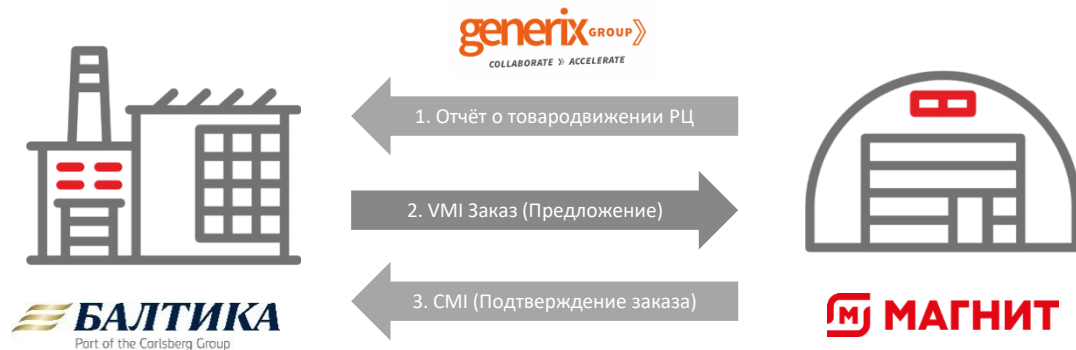 generix GROUP
COLLABORATE » ACCELERATE
1. Отчёт о товародвижении РЦ
2. VMI Заказ (Предложение)
3. CMI (Подтверждение заказа)
БАЛТИКА
Part of the Carlsberg Group
МАГНИТ